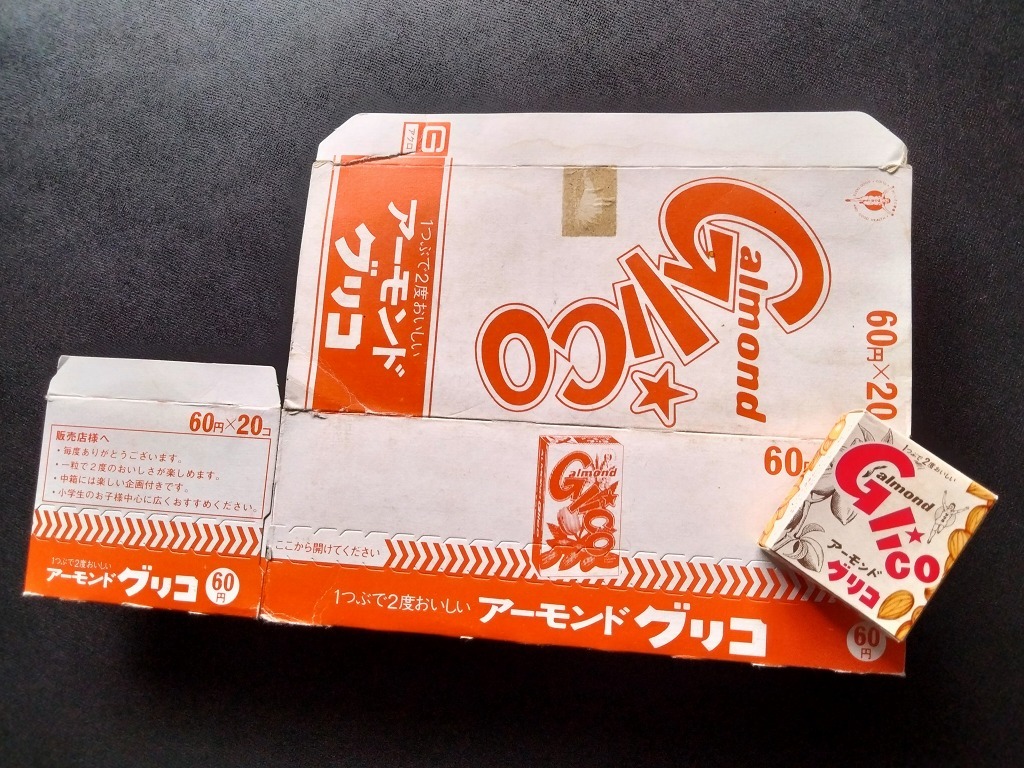 60円×20コ
販売店様へ
・毎度ありがとうございます。
・一粒で2度のおいしさが楽しめます。
・中箱には楽しい企画付きです。
・小学生のお子様中心に広くおすすめください。
1つぶで2度おいしい
アーモンドグリコ
60円
G
アグロ
1つぶで2度おいしい
アーモンド
グリコ
Glico
almond
60円×20
60円
Glico
almond
ここから開けてください
1つぶで2度おいしい アーモンドグリコ
60円
1つぶで2度おいしい
Glico
almond
アーモンド
グリコ